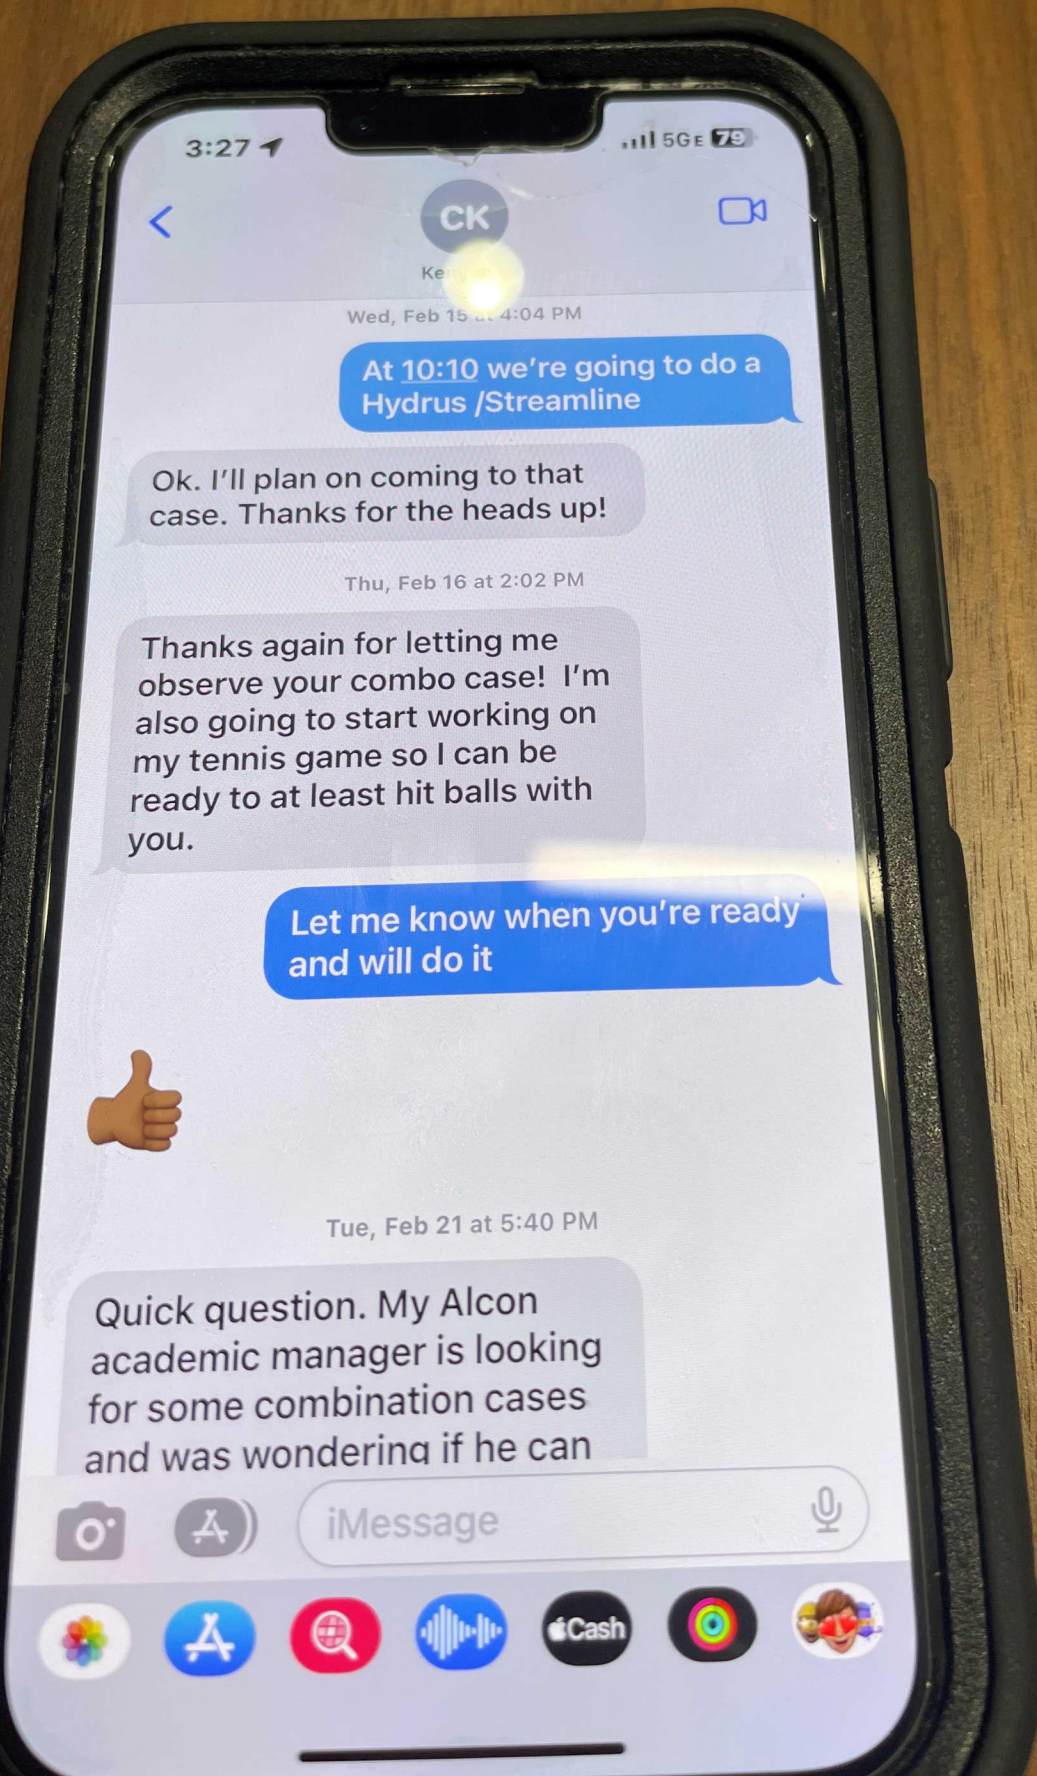 3:27
5GE 79
CK
Wed, Feb 15 at 4:04 PM
At 10:10 we're going to do a
Hydrus /Streamline
Ok. I'll plan on coming to that
case. Thanks for the heads up!
Thu, Feb 16 at 2:02 PM
Thanks again for letting me
observe your combo case!  I'm
also going to start working on
my tennis game so I can be
ready to at least hit balls with
you.
Let me know when you're ready
and will do it
Tue, Feb 21 at 5:40 PM
Quick question. My Alcon
academic manager is looking
for some combination cases
and was wondering if he can
iMessage
Cash